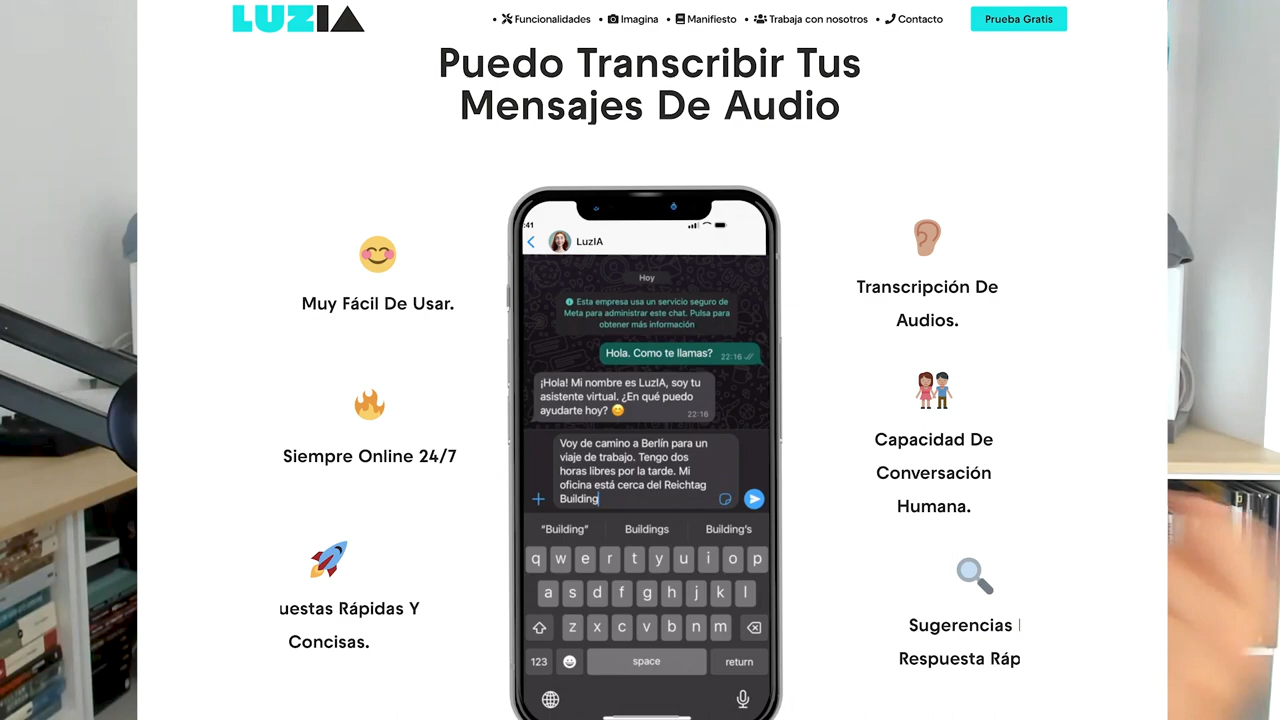 LUZIA
• Funcionalidades • Imagina • Manifiesto • Trabaja con nosotros • Contacto
Prueba Gratis
Puedo Transcribir Tus
Mensajes De Audio
Muy Fácil De Usar.
Siempre Online 24/7
uestas Rápidas Y
Concisas.
:41
LuzIA
Hoy
Esta empresa usa un servicio seguro de
Meta para administrar este chat. Pulsa para
obtener más información
Hola. Como te llamas?
22:16
¡Hola! Mi nombre es LuzIA, soy tu
asistente virtual. ¿En qué puedo
ayudarte hoy? 😊
22:16
Voy de camino a Berlín para un
viaje de trabajo. Tengo dos
horas libres por la tarde. Mi
oficina está cerca del Reichtag
Building
“Building” Buildings Building's
q w e r t y u i o p
a s d f g h j k l
z x c v b n m
123 space return
Transcripción De
Audios.
Capacidad De
Conversación
Humana.
Sugerencias
Respuesta Ráp